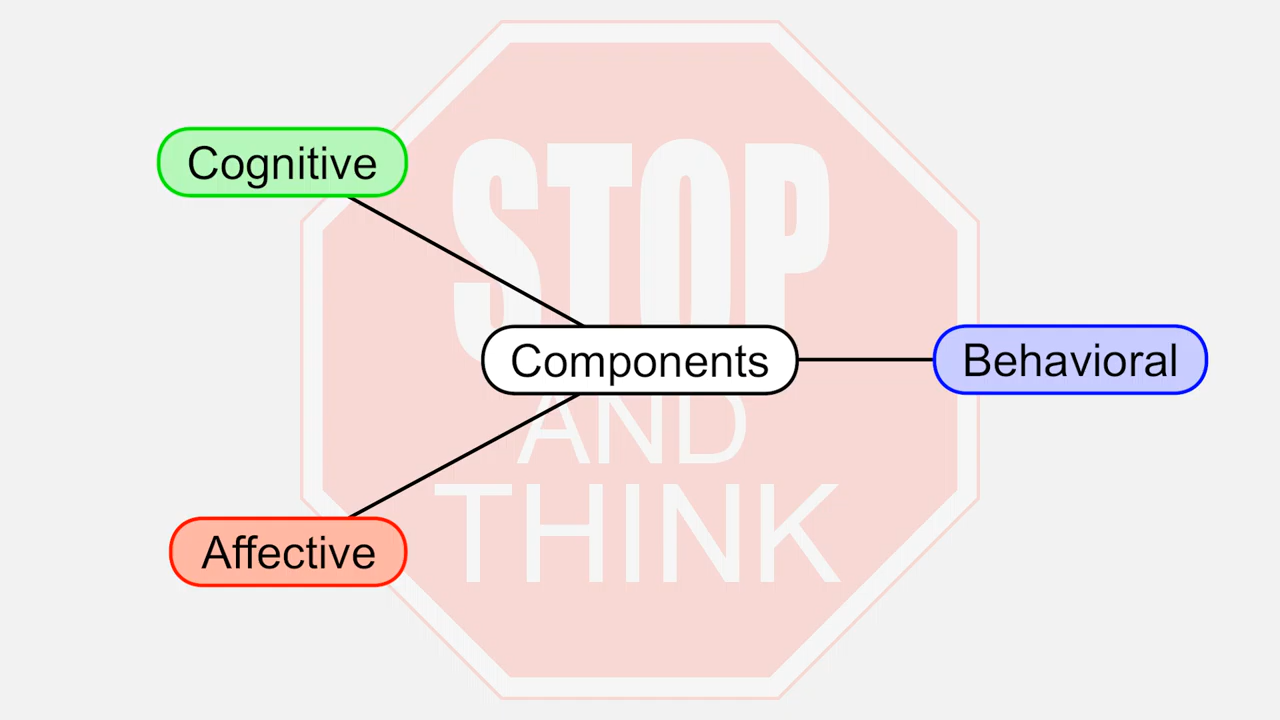 Cognitive
STOP
Components
Behavioral
AND
THINK
Affective